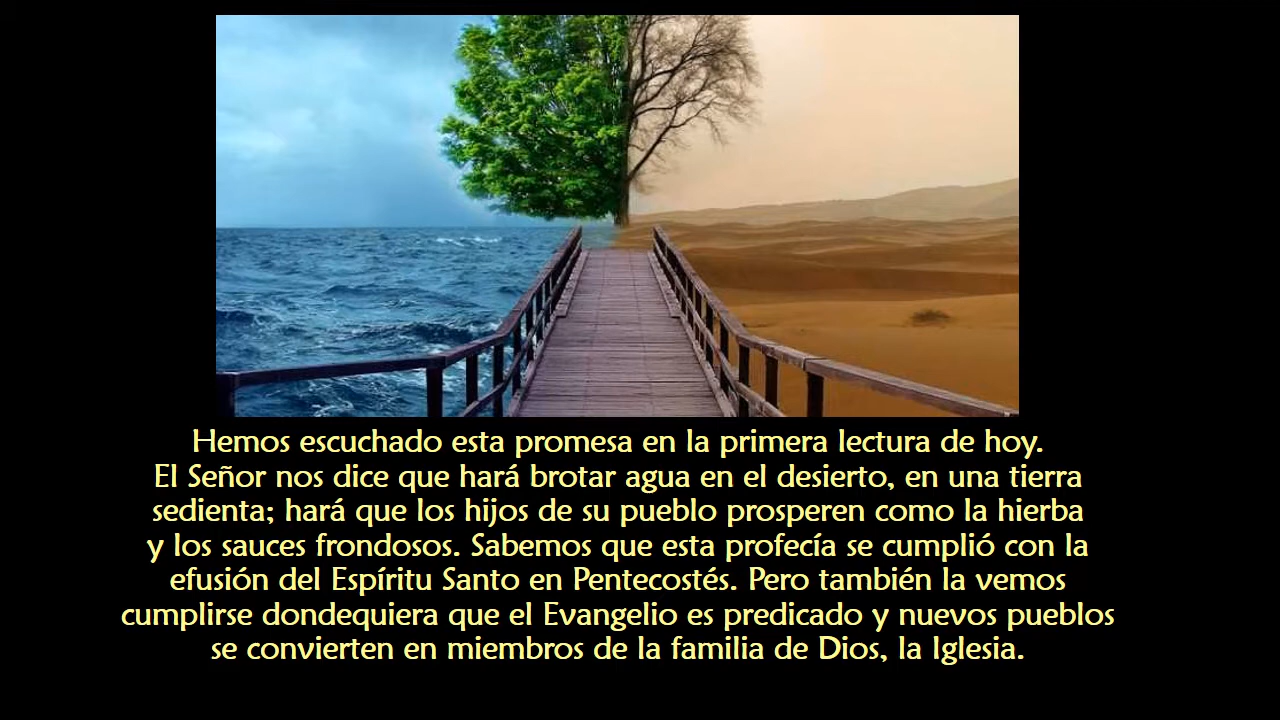 Hemos escuchado esta promesa en la primera lectura de hoy.
El Señor nos dice que hará brotar agua en el desierto, en una tierra
sedienta; hará que los hijos de su pueblo prosperen como la hierba
y los sauces frondosos. Sabemos que esta profecía se cumplió con la
efusión del Espíritu Santo en Pentecostés. Pero también la vemos
cumplirse dondequiera que el Evangelio es predicado y nuevos pueblos
se convierten en miembros de la familia de Dios, la Iglesia.